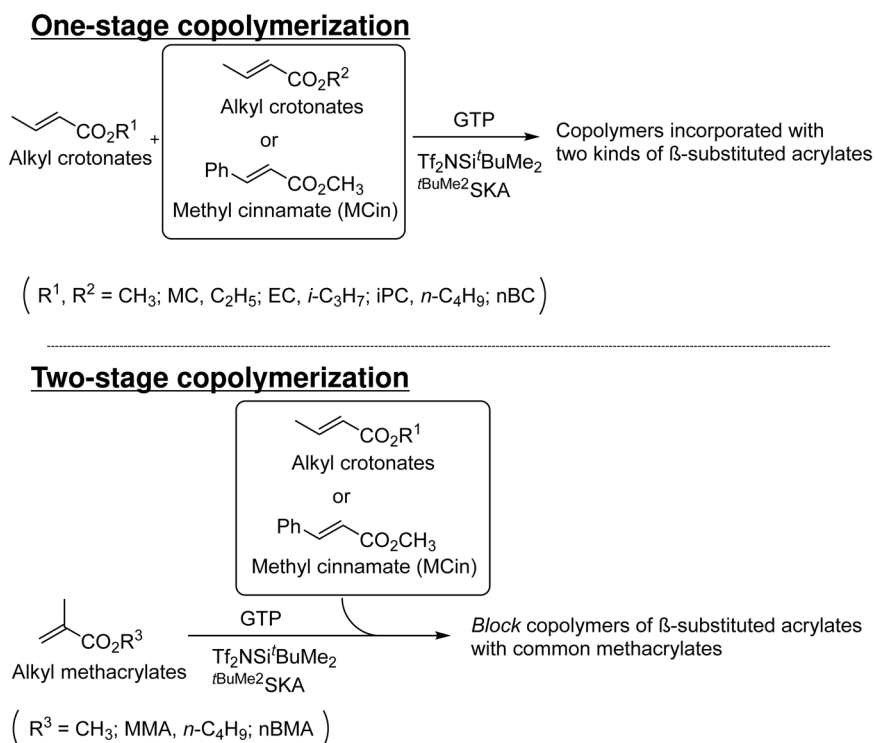 One-stage copolymerization
CO₂R²
Alkyl crotonates
or
Ph
CO₂CH₃
Methyl cinnamate (MCin)
CO₂R¹
Alkyl crotonates
+
GTP
Tf₂NSiᵗBuMe₂
ᵗBuMe2SKA
Copolymers incorporated with
two kinds of ß-substituted acrylates
( R¹, R² = CH₃; MC, C₂H₅; EC, i-C₃H₇; iPC, n-C₄H₉; nBC )
Two-stage copolymerization
CO₂R¹
Alkyl crotonates
or
Ph
CO₂CH₃
Methyl cinnamate (MCin)
CO₂R³
Alkyl methacrylates
GTP
Tf₂NSiᵗBuMe₂
ᵗBuMe2SKA
Block copolymers of ß-substituted acrylates
with common methacrylates
( R³ = CH₃; MMA, n-C₄H₉; nBMA )